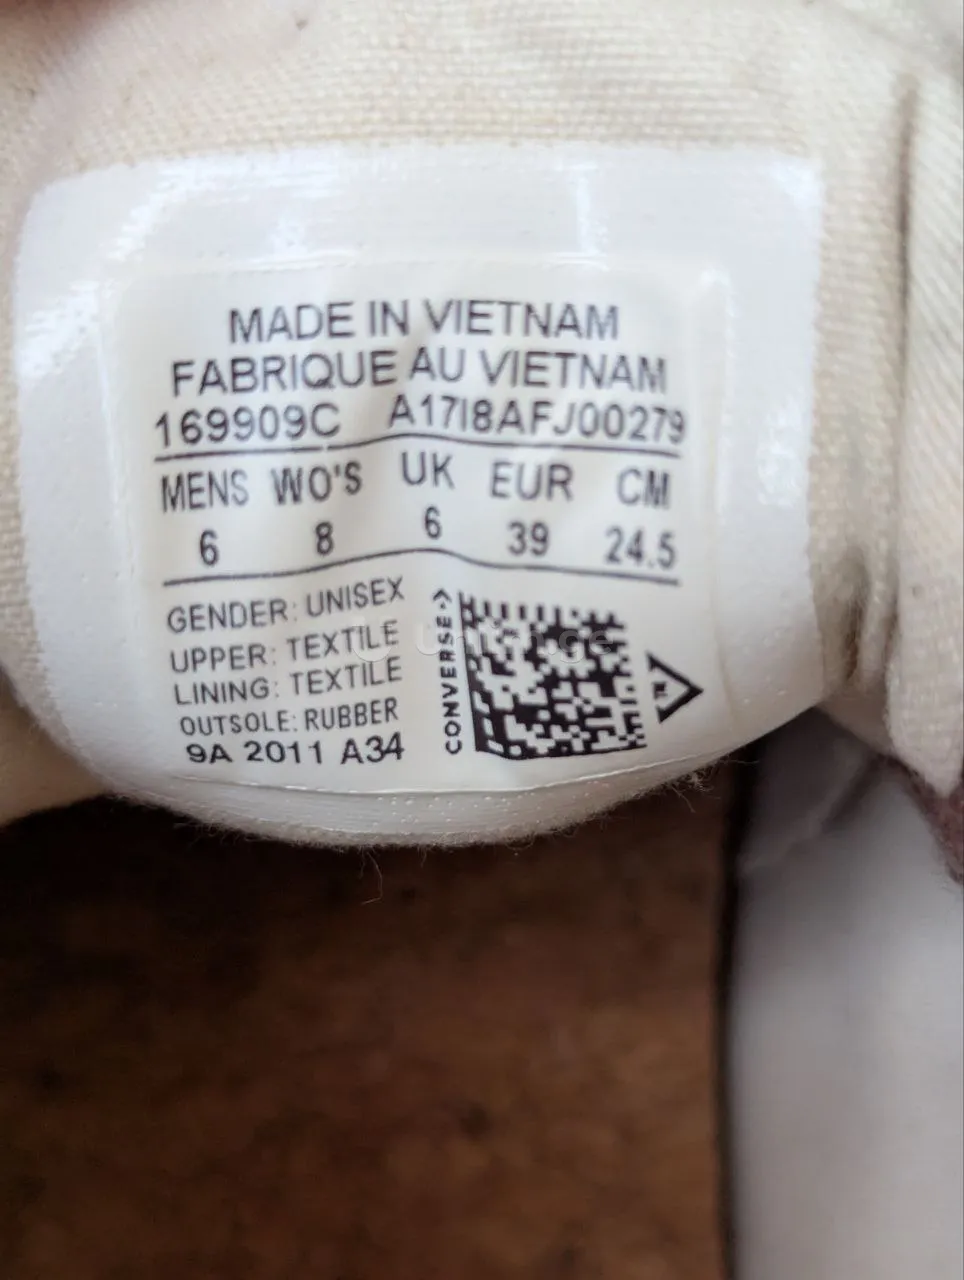 MADE IN VIETNAM
FABRIQUE AU VIETNAM
169909C A17I8AFJ00279
MENS WO'S UK EUR CM
6 8 6 39 24.5
GENDER: UNISEX
UPPER: TEXTILE
LINING: TEXTILE
OUTSOLE: RUBBER
9A 2011 A34
CONVERSE